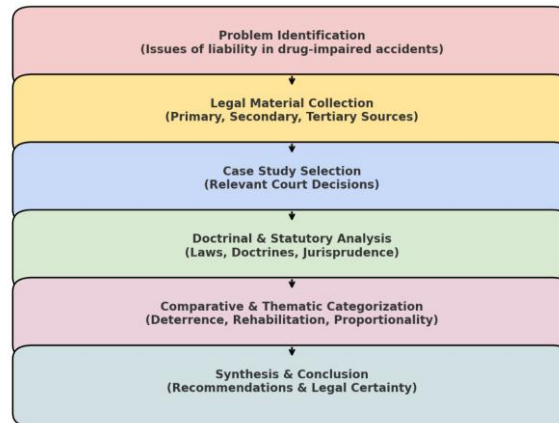 Problem Identification
(Issues of liability in drug-impaired accidents)
Legal Material Collection
(Primary, Secondary, Tertiary Sources)
Case Study Selection
(Relevant Court Decisions)
Doctrinal & Statutory Analysis
(Laws, Doctrines, Jurisprudence)
Comparative & Thematic Categorization
(Deterrence, Rehabilitation, Proportionality)
Synthesis & Conclusion
(Recommendations & Legal Certainty)